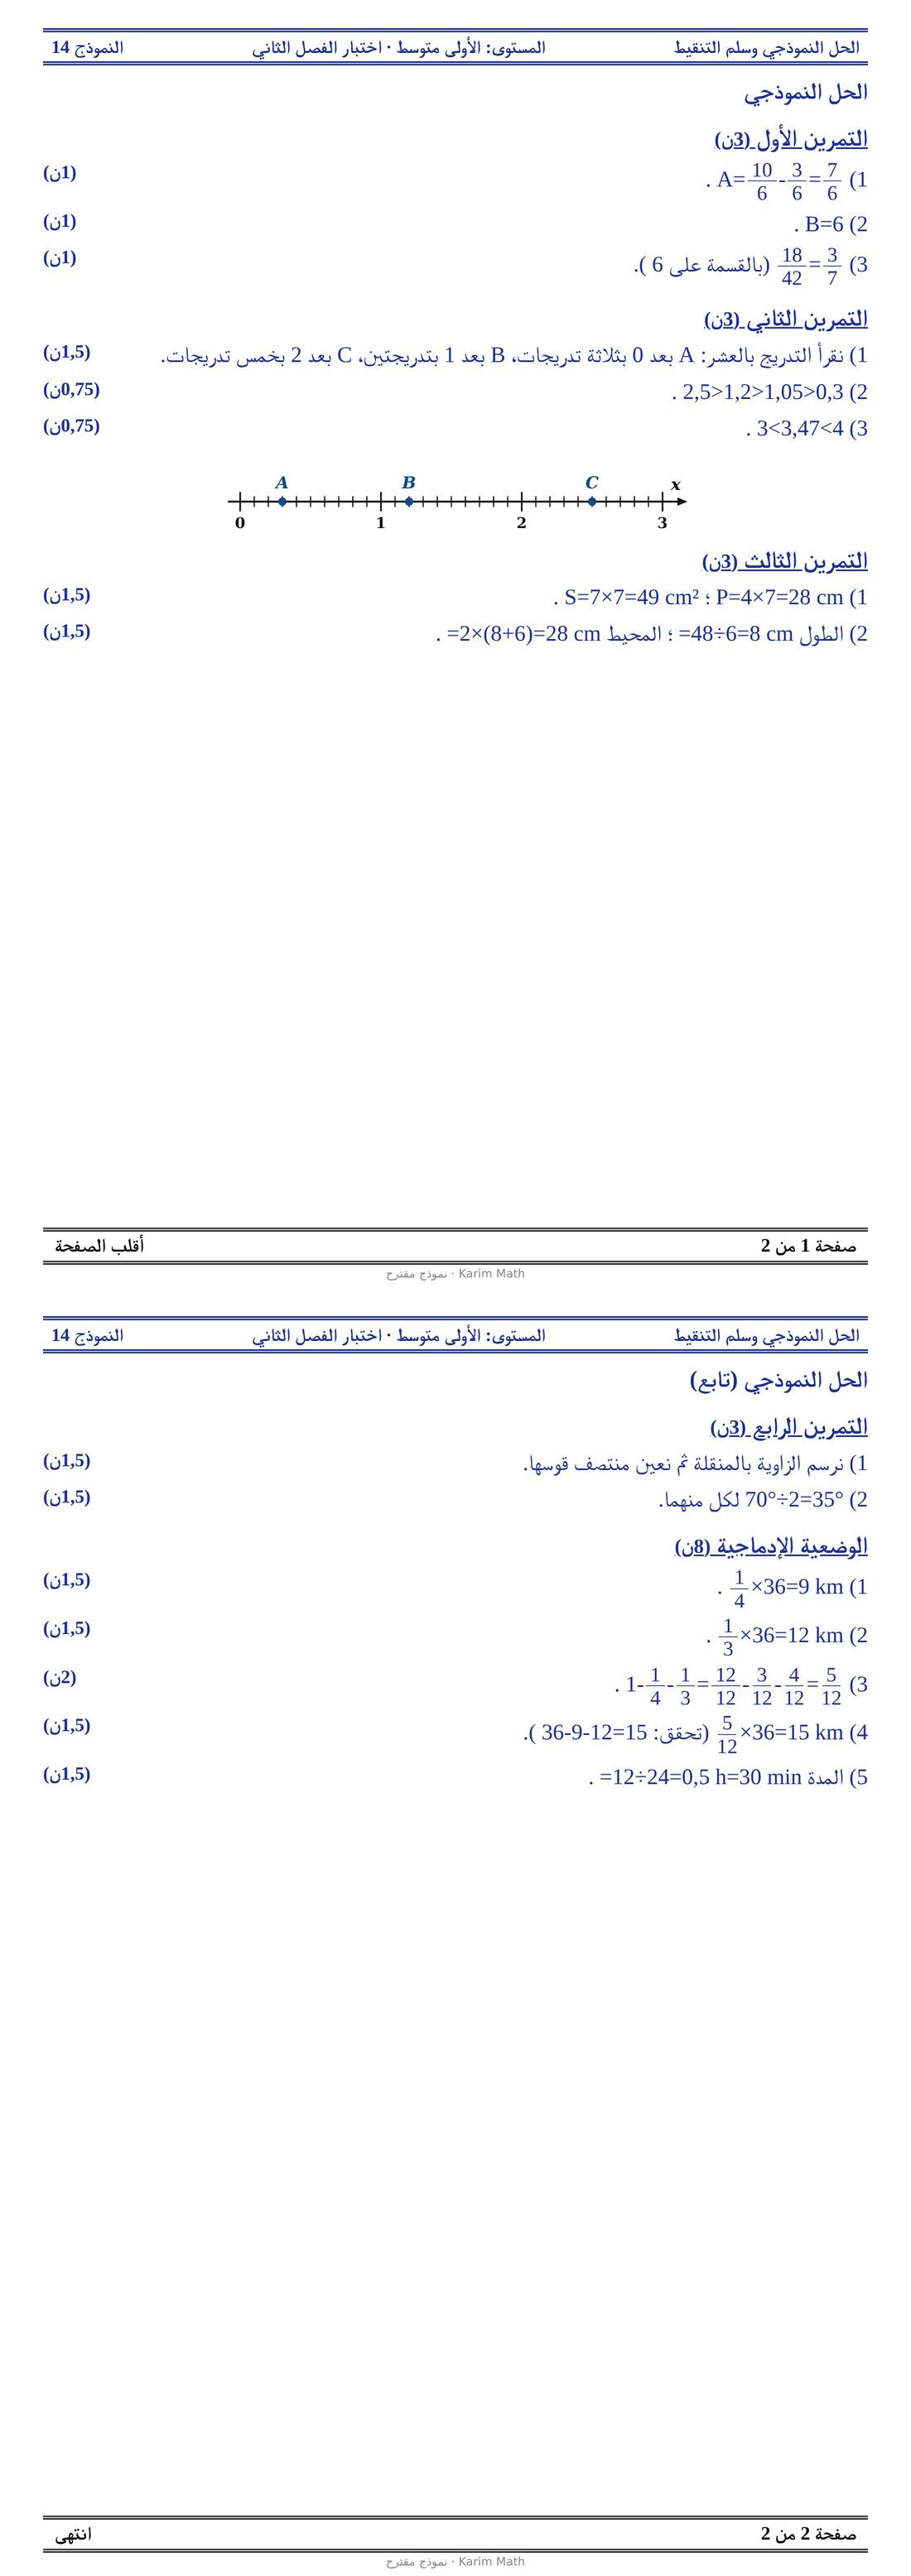 الحل النموذجي وسلم التنقيط المستوى: الأولى متوسط · اختبار الفصل الثاني النموذج 14
الحل النموذجي
التمرين الأول (3ن)
1) A=10/6-3/6=7/6 . (1ن)
2) B=6 . (1ن)
3) 18/42=3/7 (بالقسمة على 6 ). (1ن)
التمرين الثاني (3ن)
1) نقرأ التدريج بالعشر: A بعد 0 بثلاثة تدريجات، B بعد 1 بتدريجتين، C بعد 2 بخمس تدريجات. (1,5ن)
2) 2,5>1,2>1,05>0,3 . (0,75ن)
3) 3<3,47<4 . (0,75ن)
A B C x
0 1 2 3
التمرين الثالث (3ن)
1) P=4×7=28 cm ؛ S=7×7=49 cm² . (1,5ن)
2) الطول =48÷6=8 cm ؛ المحيط =2×(8+6)=28 cm . (1,5ن)
صفحة 1 من 2 أقلب الصفحة
Karim Math · نموذج مقترح
الحل النموذجي وسلم التنقيط المستوى: الأولى متوسط · اختبار الفصل الثاني النموذج 14
الحل النموذجي (تابع)
التمرين الرابع (3ن)
1) نرسم الزاوية بالمنقلة ثم نعين منتصف قوسها. (1,5ن)
2) 70°÷2=35° لكل منهما. (1,5ن)
الوضعية الإدماجية (8ن)
1) 1/4×36=9 km . (1,5ن)
2) 1/3×36=12 km . (1,5ن)
3) 1-1/4-1/3=12/12-3/12-4/12=5/12 . (2ن)
4) 5/12×36=15 km (تحقق: 36-9-12=15 ). (1,5ن)
5) المدة =12÷24=0,5 h=30 min . (1,5ن)
صفحة 2 من 2 انتهى
Karim Math · نموذج مقترح